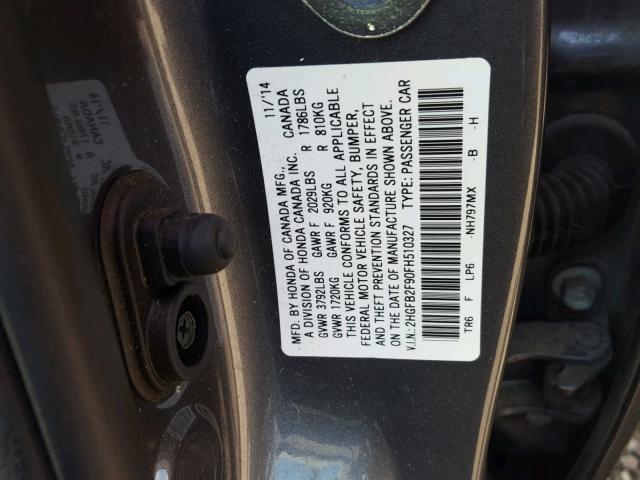 MFD. BY HONDA OF CANADA MFG., 11/'14
A DIVISION OF HONDA CANADA INC. CANADA
GVWR 3792LBS GAWR F 2029LBS R 1786LBS
GVWR 1720KG GAWR F 920KG R 810KG
THIS VEHICLE CONFORMS TO ALL APPLICABLE
FEDERAL MOTOR VEHICLE SAFETY, BUMPER,
AND THEFT PREVENTION STANDARDS IN EFFECT
ON THE DATE OF MANUFACTURE SHOWN ABOVE.
V.I.N.: 2HGFB2F90FH510327 TYPE: PASSENGER CAR
TR6 F LP6 -NH797MX -B -H